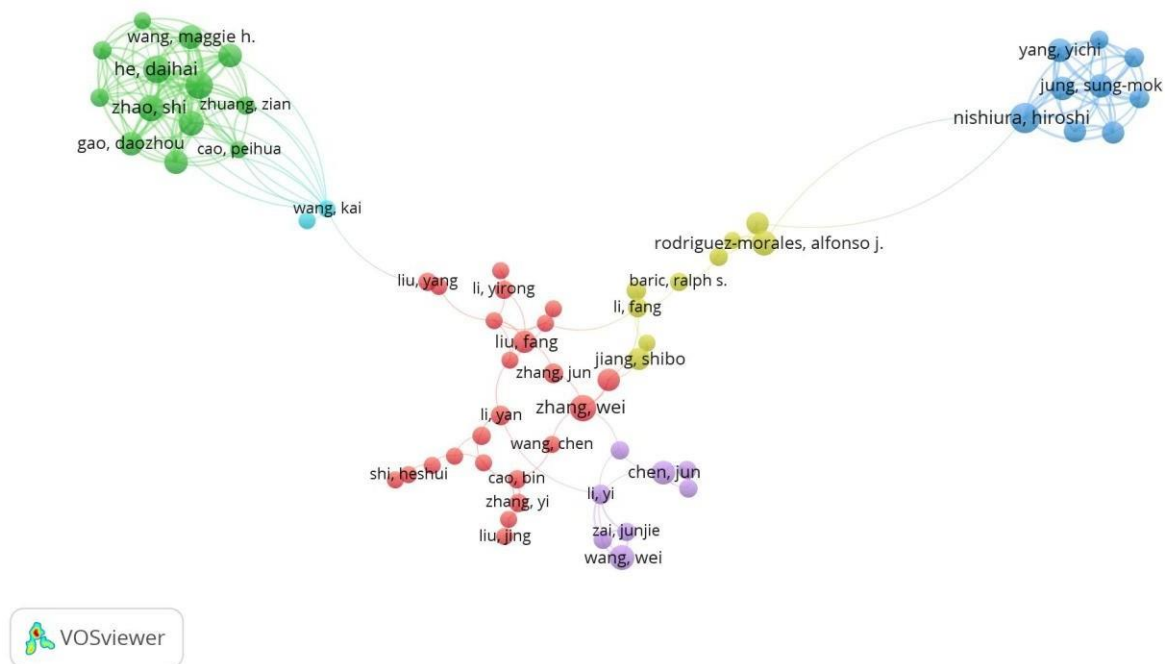 wang, maggie h.
he, daihai
zhao, shi
zhuang, zian
gao, daozhou
cao, peihua
wang, kai
yang, yichi
jung, sung-mok
nishiura, hiroshi
rodriguez-morales, alfonso j.
baric, ralph s.
li, fang
jiang, shibo
liu, yang
li, yirong
liu, fang
zhang, jun
zhang, wei
li, yan
wang, chen
shi, heshui
cao, bin
zhang, yi
liu, jing
chen, jun
li, yi
zai, junjie
wang, wei
VOSviewer